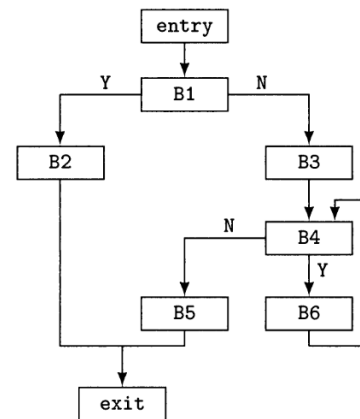 entry
Y B1 N
B2 B3
N B4
Y
B5 B6
exit